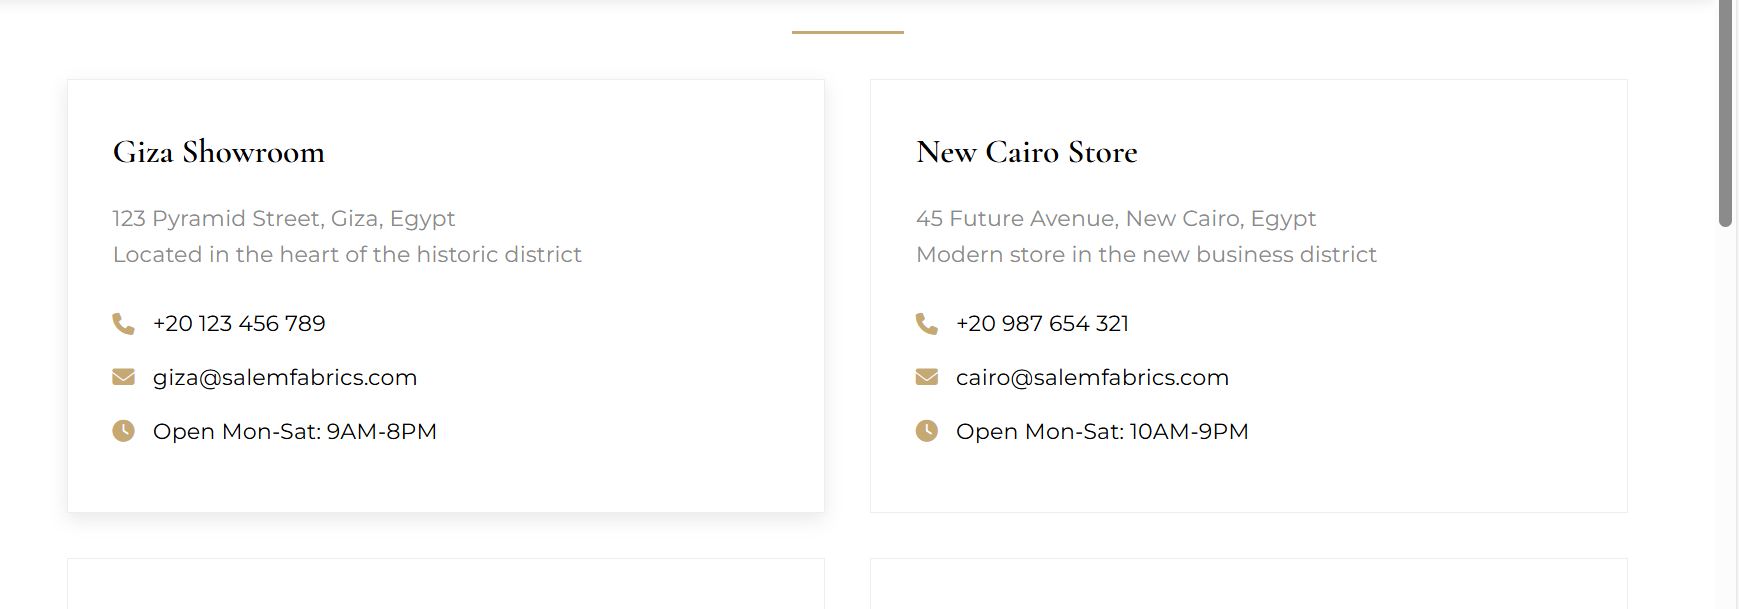 Giza Showroom
123 Pyramid Street, Giza, Egypt
Located in the heart of the historic district
+20 123 456 789
giza@salemfabrics.com
Open Mon-Sat: 9AM-8PM
New Cairo Store
45 Future Avenue, New Cairo, Egypt
Modern store in the new business district
+20 987 654 321
cairo@salemfabrics.com
Open Mon-Sat: 10AM-9PM